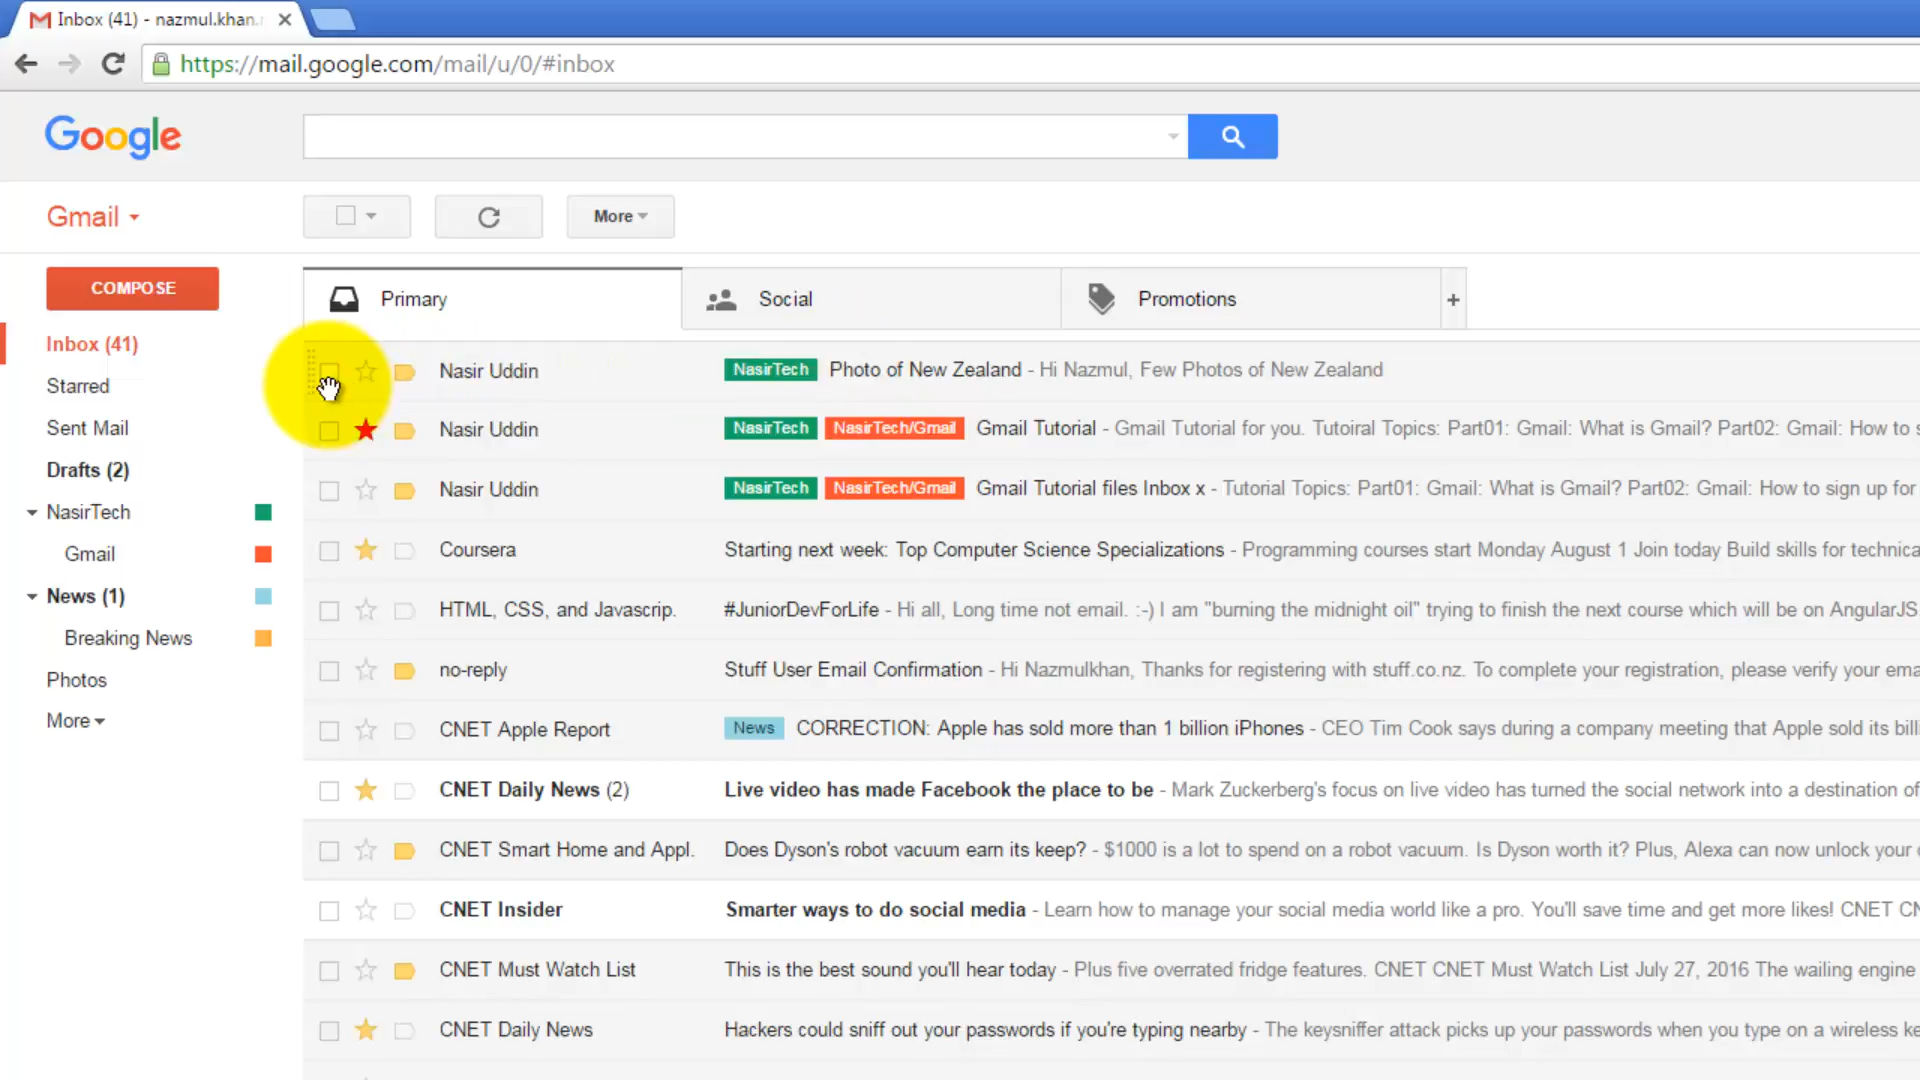 Inbox (41) - nazmul.khan.
https://mail.google.com/mail/u/0/#inbox
Google
Gmail
More
COMPOSE
Primary
Social
Promotions
+
Inbox (41)
Starred
Sent Mail
Drafts (2)
NasirTech
Gmail
News (1)
Breaking News
Photos
More
Nasir Uddin NasirTech Photo of New Zealand - Hi Nazmul, Few Photos of New Zealand
Nasir Uddin NasirTech NasirTech/Gmail Gmail Tutorial - Gmail Tutorial for you. Tutoiral Topics: Part01: Gmail: What is Gmail? Part02: Gmail: How to s
Nasir Uddin NasirTech NasirTech/Gmail Gmail Tutorial files Inbox x - Tutorial Topics: Part01: Gmail: What is Gmail? Part02: Gmail: How to sign up for
Coursera Starting next week: Top Computer Science Specializations - Programming courses start Monday August 1 Join today Build skills for technica
HTML, CSS, and Javascrip. #JuniorDevForLife - Hi all, Long time not email. :-) I am "burning the midnight oil" trying to finish the next course which will be on AngularJS.
no-reply Stuff User Email Confirmation - Hi Nazmulkhan, Thanks for registering with stuff.co.nz. To complete your registration, please verify your ema
CNET Apple Report News CORRECTION: Apple has sold more than 1 billion iPhones - CEO Tim Cook says during a company meeting that Apple sold its bill
CNET Daily News (2) Live video has made Facebook the place to be - Mark Zuckerberg's focus on live video has turned the social network into a destination of
CNET Smart Home and Appl. Does Dyson's robot vacuum earn its keep? - $1000 is a lot to spend on a robot vacuum. Is Dyson worth it? Plus, Alexa can now unlock your
CNET Insider Smarter ways to do social media - Learn how to manage your social media world like a pro. You'll save time and get more likes! CNET CN
CNET Must Watch List This is the best sound you'll hear today - Plus five overrated fridge features. CNET CNET Must Watch List July 27, 2016 The wailing engine
CNET Daily News Hackers could sniff out your passwords if you're typing nearby - The keysniffer attack picks up your passwords when you type on a wireless ke